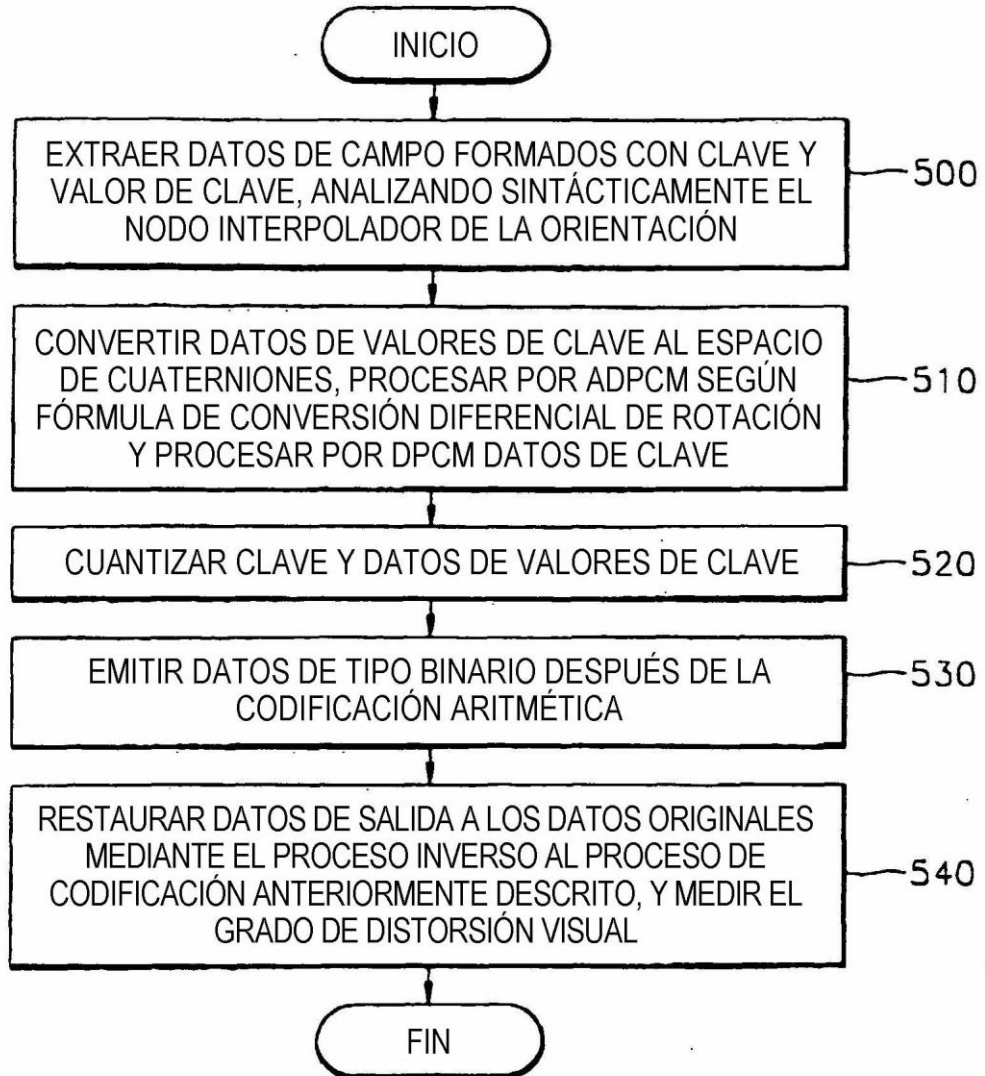 INICIO
EXTRAER DATOS DE CAMPO FORMADOS CON CLAVE Y
VALOR DE CLAVE, ANALIZANDO SINTÁCTICAMENTE EL
NODO INTERPOLADOR DE LA ORIENTACIÓN
500
CONVERTIR DATOS DE VALORES DE CLAVE AL ESPACIO
DE CUATERNIONES, PROCESAR POR ADPCM SEGÚN
FÓRMULA DE CONVERSIÓN DIFERENCIAL DE ROTACIÓN
Y PROCESAR POR DPCM DATOS DE CLAVE
510
CUANTIZAR CLAVE Y DATOS DE VALORES DE CLAVE
520
EMITIR DATOS DE TIPO BINARIO DESPUÉS DE LA
CODIFICACIÓN ARITMÉTICA
530
RESTAURAR DATOS DE SALIDA A LOS DATOS ORIGINALES
MEDIANTE EL PROCESO INVERSO AL PROCESO DE
CODIFICACIÓN ANTERIORMENTE DESCRITO, Y MEDIR EL
GRADO DE DISTORSIÓN VISUAL
540
FIN